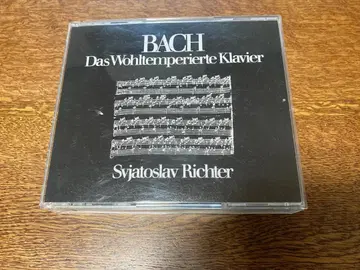 BACH
Das Wohltemperierte Klavier
Svjatoslav Richter